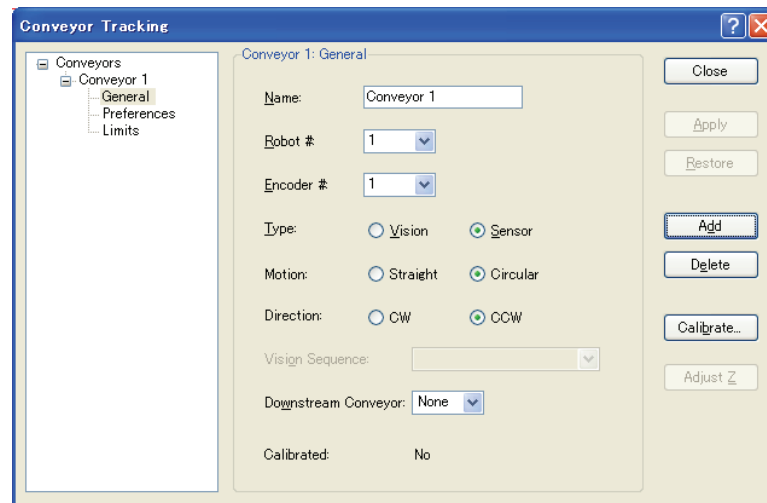 Conveyor Tracking
Conveyors
Conveyor 1
General
Preferences
Limits
Conveyor 1: General
Name: Conveyor 1
Robot # 1
Encoder # 1
Type: Vision Sensor
Motion: Straight Circular
Direction: CW CCW
Vision Sequence:
Downstream Conveyor: None
Calibrated: No
Close
Apply
Restore
Add
Delete
Calibrate...
Adjust Z